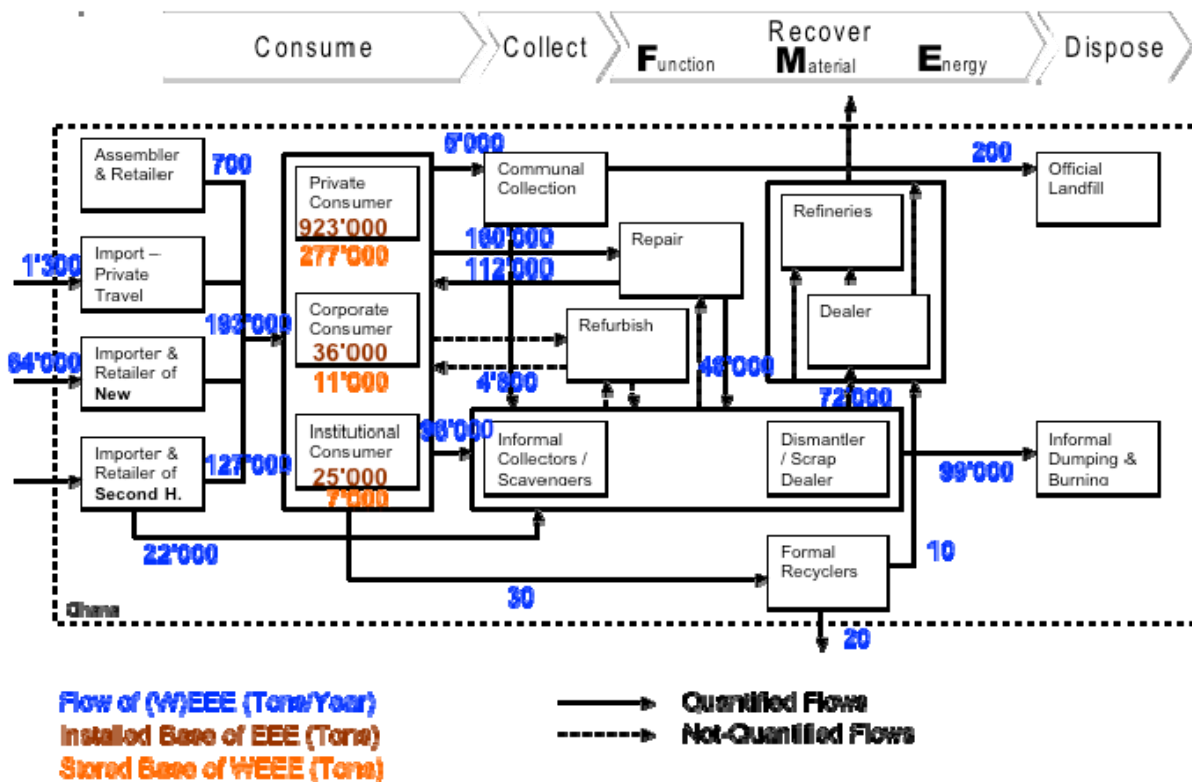 Consume
Collect
Recover
Function
Material
Energy
Dispose
Assembler
& Retailer
700
Import –
Private
Travel
1'300
Importer &
Retailer of
New
64'000
193'000
Importer &
Retailer of
Second H.
127'000
22'000
Private
Consumer
923'000
277'000
Corporate
Consumer
36'000
11'000
Institutional
Consumer
25'000
7'000
5'000
Communal
Collection
200
Official
Landfill
160'000
112'000
Repair
Refurbish
4'800
48'000
96'000
Informal
Collectors /
Scavengers
Refineries
Dealer
72'000
Dismantler
/ Scrap
Dealer
99'000
Informal
Dumping &
Burning
Formal
Recyclers
10
30
20
Ghana
Flow of (W)EEE (Tons/Year)
Installed Base of EEE (Tons)
Stored Base of WEEE (Tons)
Quantified Flows
Not-Quantified Flows